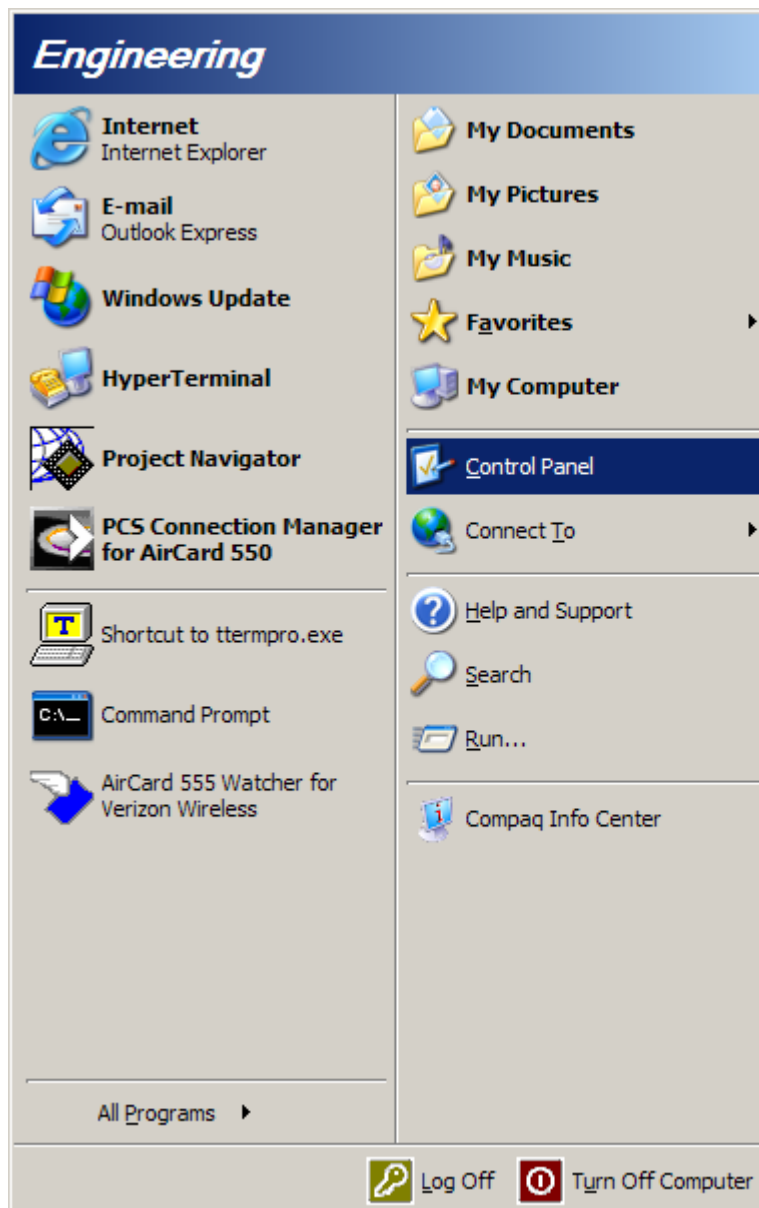 Engineering
Internet
Internet Explorer
E-mail
Outlook Express
Windows Update
HyperTerminal
Project Navigator
PCS Connection Manager
for AirCard 550
T
Shortcut to ttermpro.exe
C:\_
Command Prompt
AirCard 555 Watcher for
Verizon Wireless
All Programs
My Documents
My Pictures
My Music
Favorites
My Computer
Control Panel
Connect To
Help and Support
Search
Run...
Compaq Info Center
Log Off
Turn Off Computer